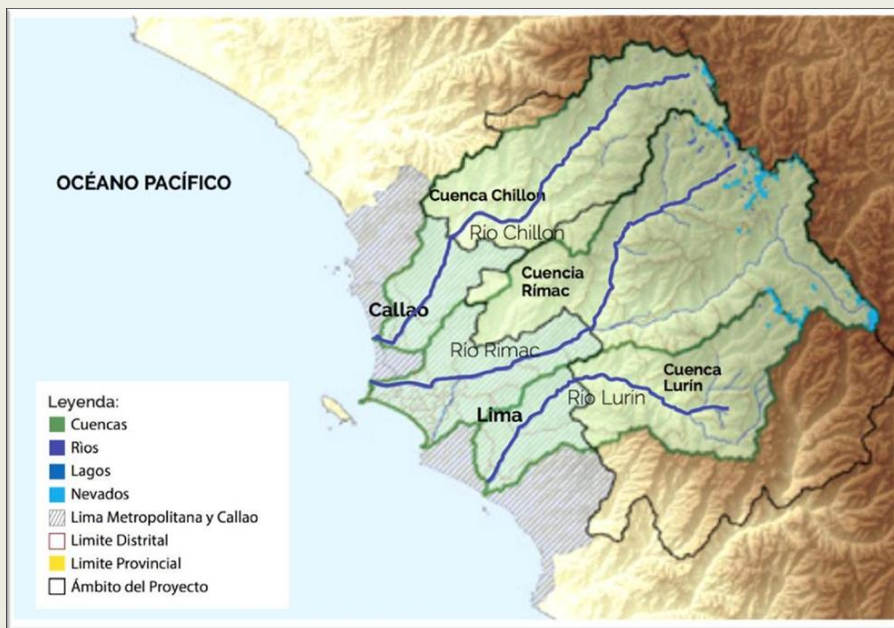 OCÉANO PACÍFICO
Cuenca Chillon
Río Chillon
Cuencia
Rímac
Callao
Río Rimac
Cuenca
Lurín
Río Lurin
Lima
Leyenda:
Cuencas
Rìos
Lagos
Nevados
Lima Metropolitana y Callao
Limite Distrital
Limite Provincial
Ámbito del Proyecto